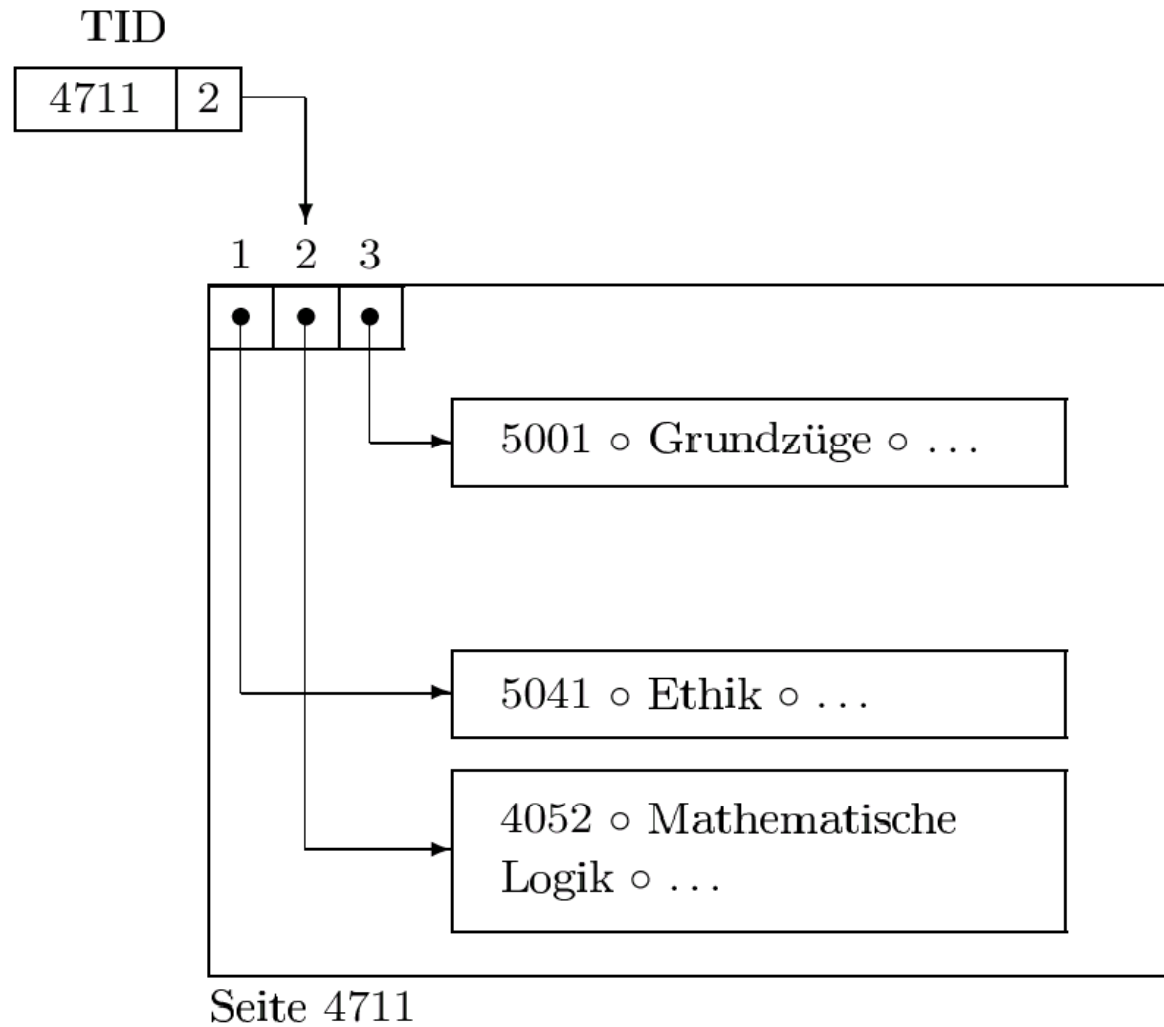 TID
4711 2
1 2 3
5001 ∘ Grundzüge ∘ ...
5041 ∘ Ethik ∘ ...
4052 ∘ Mathematische
Logik ∘ ...
Seite 4711